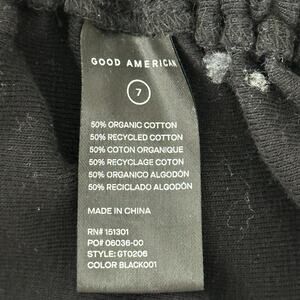 GOOD AMERICAN
7
50% ORGANIC COTTON
50% RECYCLED COTTON
50% COTON ORGANIQUE
50% RECYCLAGE COTON
50% ORGANICO ALGODÓN
50% RECICLADO ALGODÓN
MADE IN CHINA
RN# 151301
PO# 06036-00
STYLE: GT0206
COLOR BLACK001